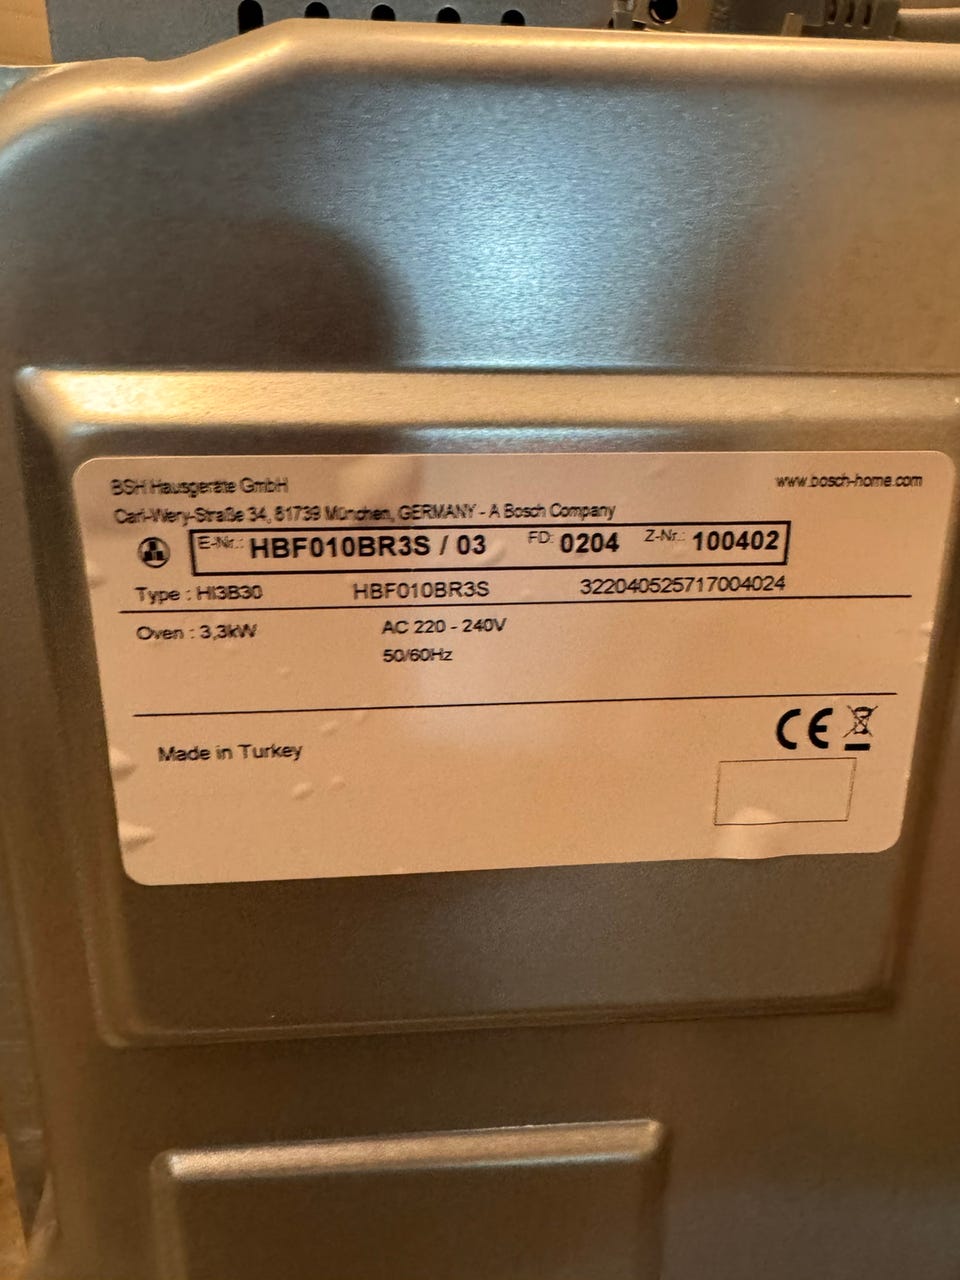 BSH Hausgeräte GmbH www.bosch-home.com
Carl-Wery-Straße 34, 81739 München, GERMANY - A Bosch Company
E-Nr.: HBF010BR3S / 03 FD: 0204 Z-Nr.: 100402
Type : HI3B30 HBF010BR3S 322040525717004024
Oven : 3,3kW AC 220 - 240V
50/60Hz
CE
Made in Turkey